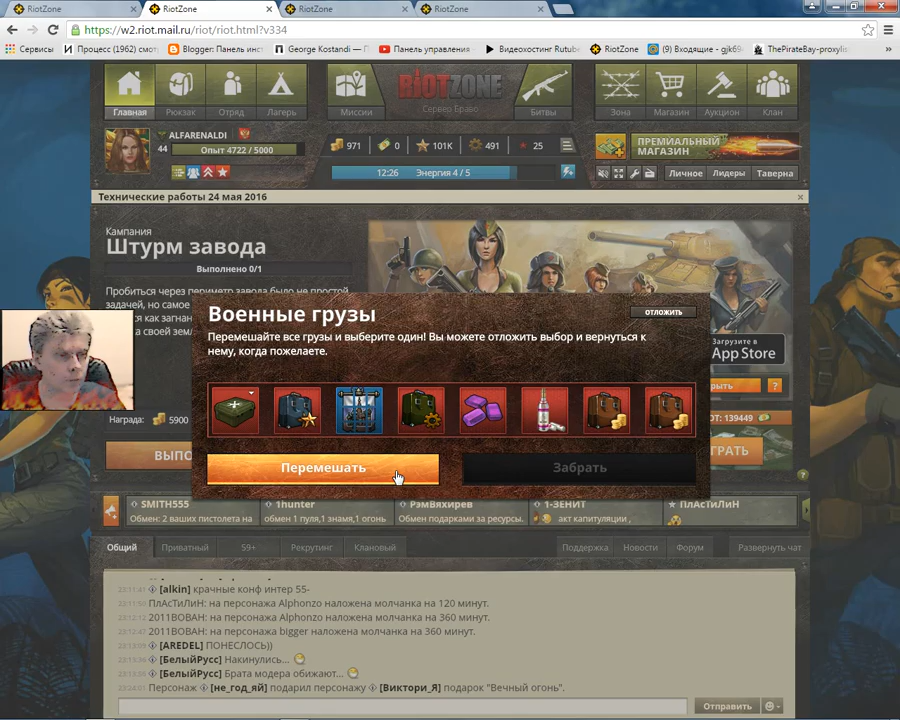 RiotZone
RiotZone
RiotZone
RiotZone
https://w2.riot.mail.ru/riot/riot.html?v334
Сервисы
Процесс (1962) смот
Blogger: Панель инс
George Kostandi — П
Панель управления
Видеохостинг Rutube
RiotZone
(9) Входящие - gjk69
ThePirateBay-proxylis
»
RIOTZONE
Сервер Браво
Главная
Рюкзак
Отряд
Лагерь
Миссии
Битвы
Зона
Магазин
Аукцион
Клан
ALFARENALDI
44
Опыт 4722 / 5000
971
0
101K
491
25
12:26
Энергия 4 / 5
ПРЕМИАЛЬНЫЙ
МАГАЗИН
Личное
Лидеры
Таверна
Технические работы 24 мая 2016
Кампания
Штурм завода
Выполнено 0/1
Пробиться через периметр завода было не простой
задачей, но самое
Военные грузы
отложить
Перемешайте все грузы и выберите один! Вы можете отложить выбор и вернуться к
нему, когда пожелаете.
Перемешать
Забрать
Загрузите в
App Store
?
Награда:
5900
139449
SMITH555
1hunter
РэмВяхирев
1-ЗЕНИТ
ПлАсТиЛиН
Обмен: 2 ваших пистолета на
обмен 1 пуля,1 знамя,1 огонь
Обмен подарками за ресурсы.
акт капитуляции ,
Общий
Приватный
59+
Рекрутинг
Клановый
Поддержка
Новости
Форум
Развернуть чат
[alkin] крачные конф интер 55-
ПлАсТиЛиН: на персонажа Alphonzo наложена молчанка на 120 минут.
2011ВОВАН: на персонажа Alphonzo наложена молчанка на 360 минут.
2011ВОВАН: на персонажа bigger наложена молчанка на 360 минут.
[AREDEL] ПОНЕСЛОСЬ))
[БелыйРусс] Накинулись...
[БелыйРусс] Брата модера обижают...
Персонаж [не_год_яй] подарил персонажу [Виктори_Я] подарок "Вечный огонь".
Отправить